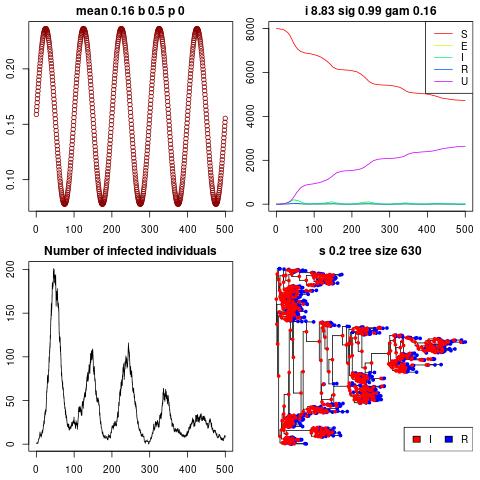 mean 0.16 b 0.5 p 0
0.20
0.15
0.10
0 100 200 300 400 500
i 8.83 sig 0.99 gam 0.16
8000
6000
4000
2000
0
0 100 200 300 400 500
S
E
I
R
U
Number of infected individuals
200
150
100
50
0
0 100 200 300 400 500
s 0.2 tree size 630
I R